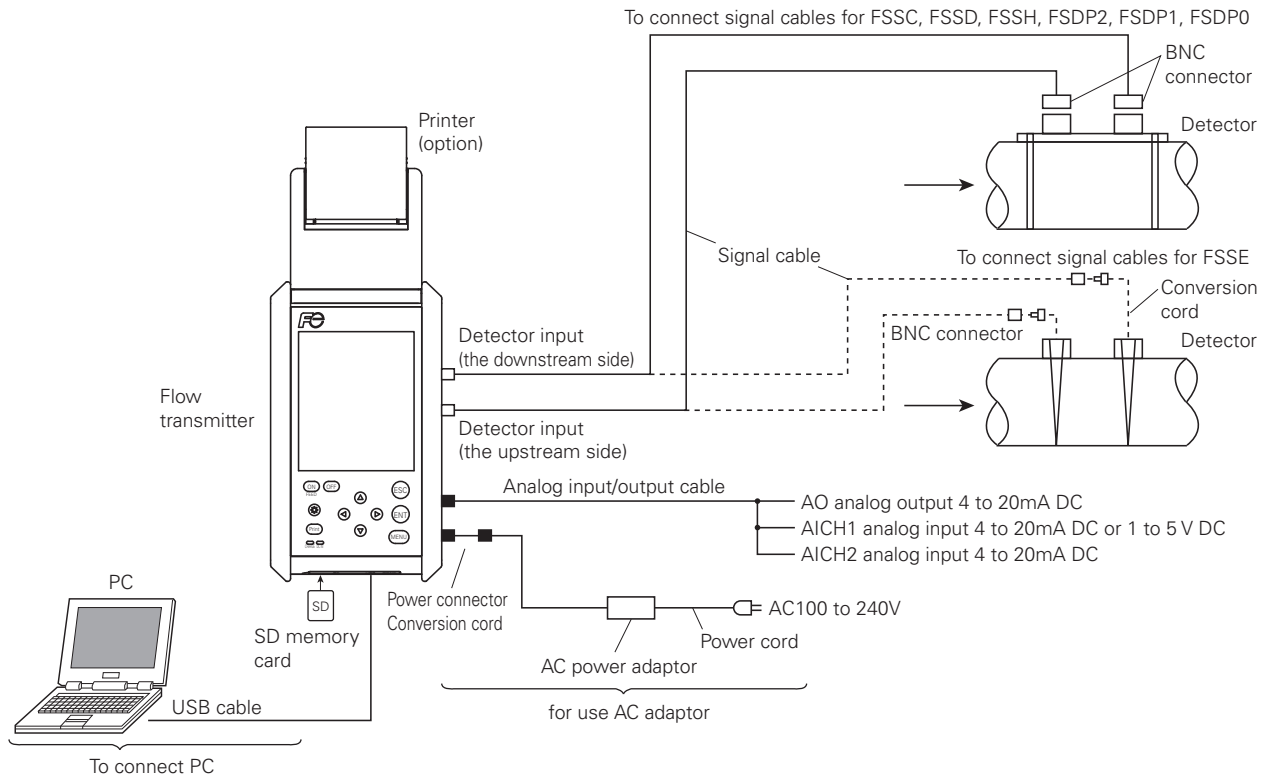 To connect signal cables for FSSC, FSSD, FSSH, FSDP2, FSDP1, FSDP0
BNC
connector
Printer
(option)
Detector
Signal cable
To connect signal cables for FSSE
Conversion
cord
BNC connector
Detector
Fe
Detector input
(the downstream side)
Flow
transmitter
Detector input
(the upstream side)
ON
OFF
FEED
ESC
ENT
Print
MENU
Analog input/output cable
AO analog output 4 to 20mA DC
AICH1 analog input 4 to 20mA DC or 1 to 5 V DC
AICH2 analog input 4 to 20mA DC
PC
SD
SD memory
card
Power connector
Conversion cord
AC100 to 240V
Power cord
AC power adaptor
USB cable
for use AC adaptor
To connect PC